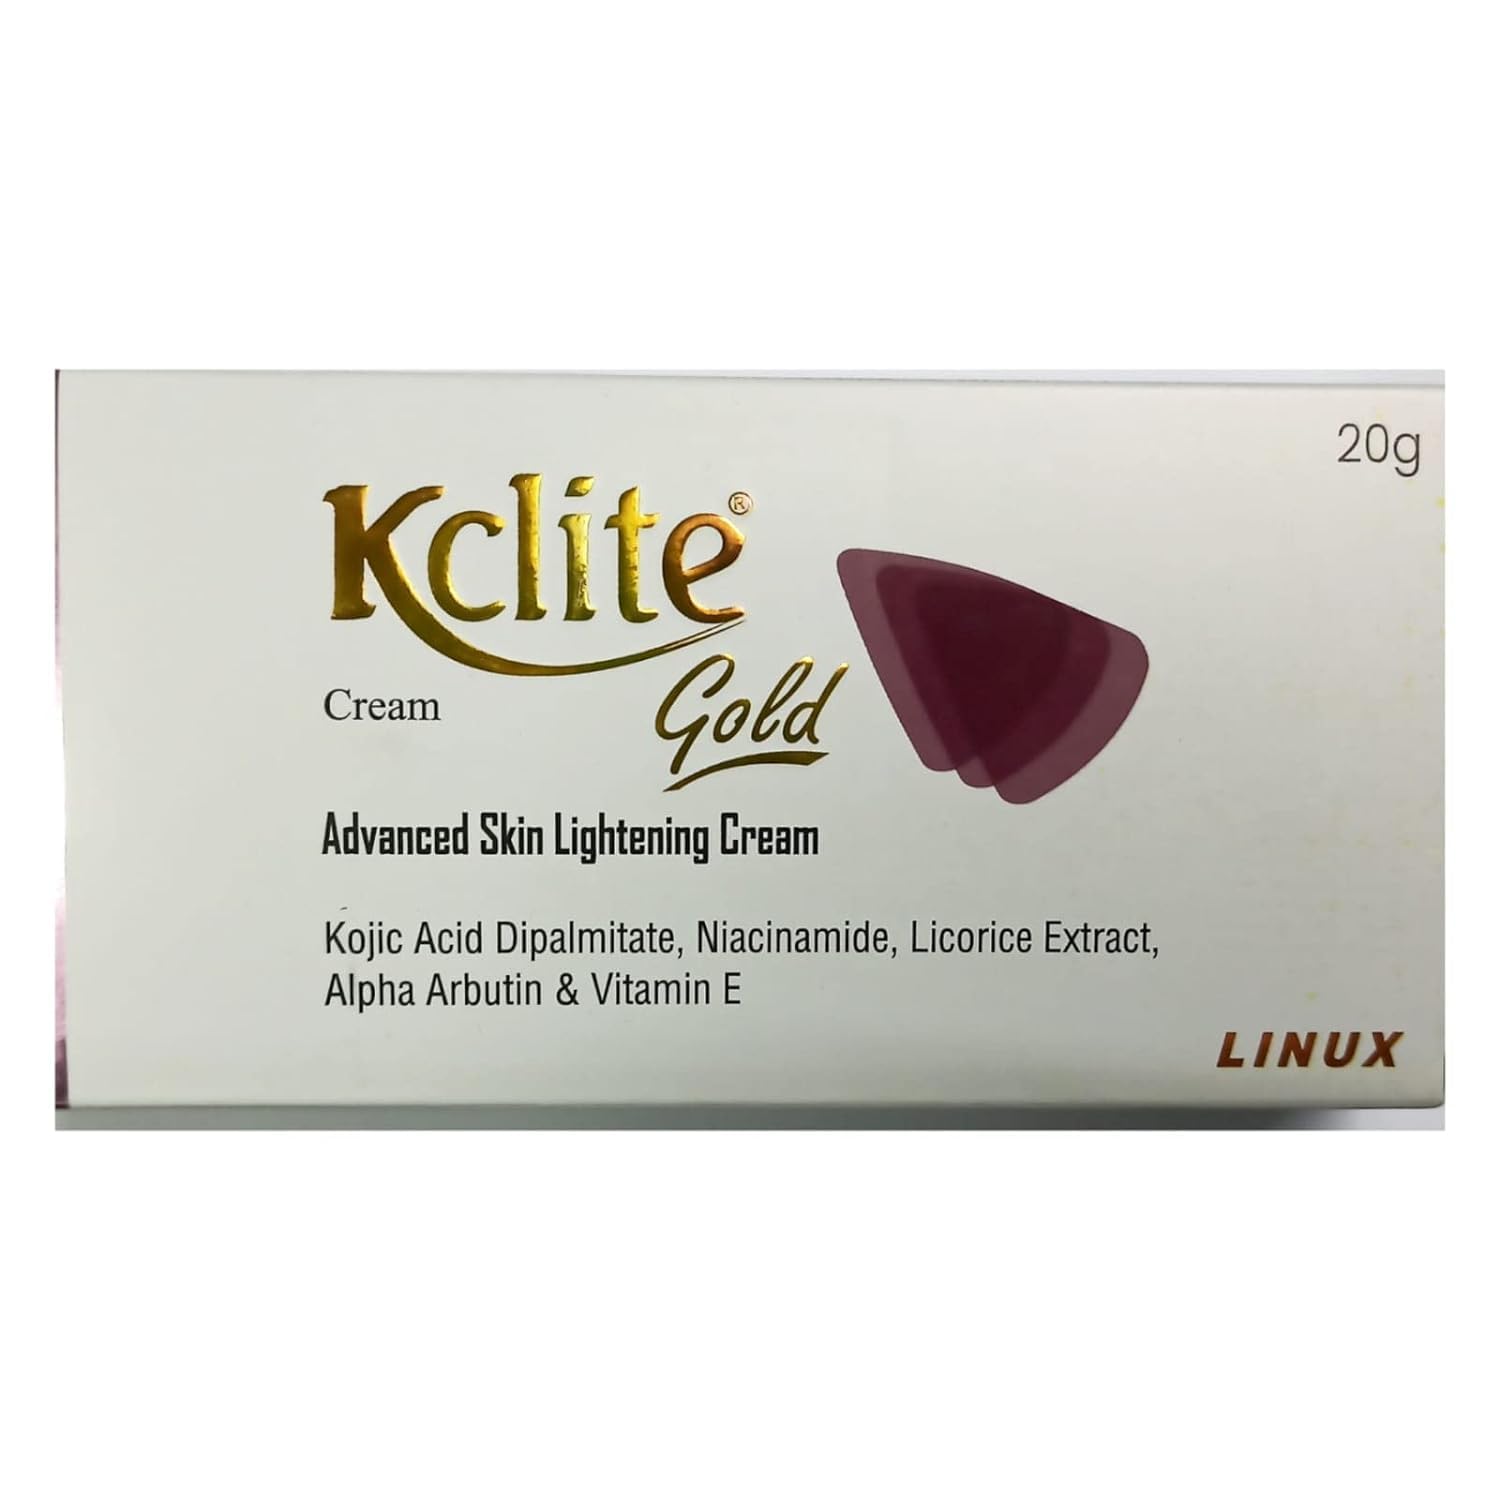 20g
Kclite®
Gold
Cream
Advanced Skin Lightening Cream
Kojic Acid Dipalmitate, Niacinamide, Licorice Extract,
Alpha Arbutin & Vitamin E
LINUX